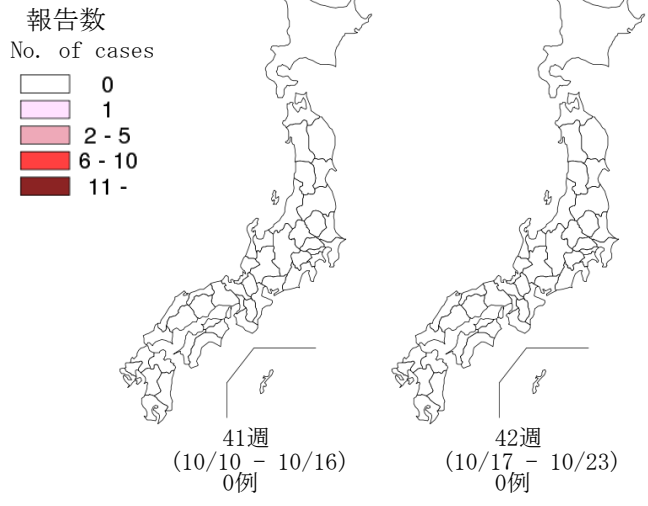 報告数
No. of cases
0
1
2 - 5
6 - 10
11 -
41週
(10/10 - 10/16)
0例
42週
(10/17 - 10/23)
0例